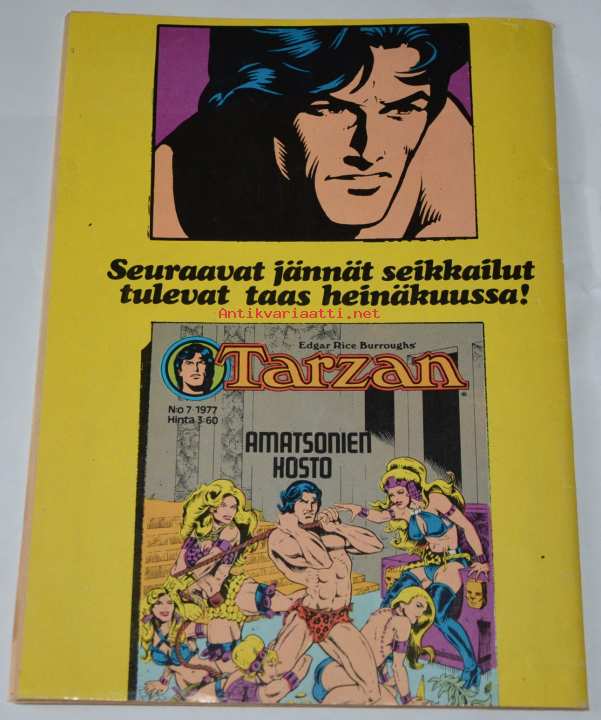 Seuraavat jännät seikkailut
tulevat taas heinäkuussa!
Antikvariaatti.net
Edgar Rice Burroughs'
Tarzan
N:o 7 1977
Hinta 3:60
AMATSONIEN
KOSTO